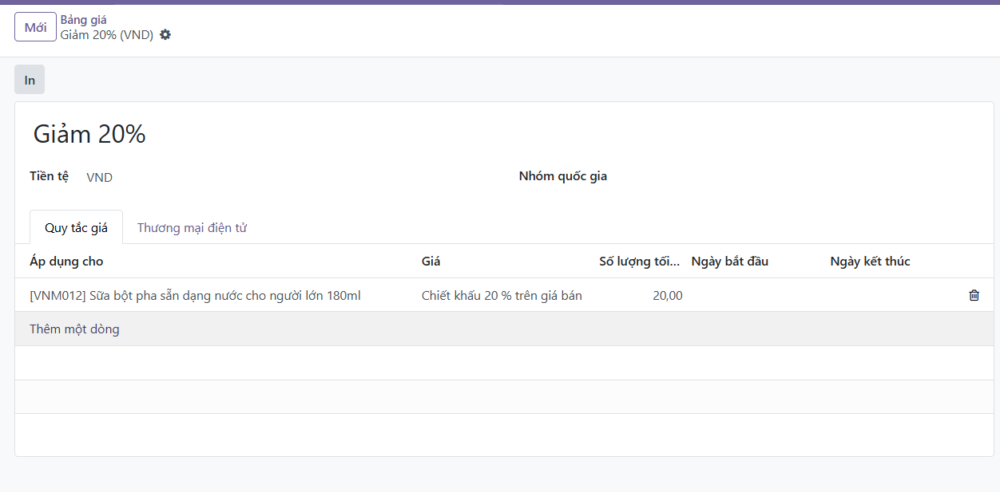 Mới
Bảng giá
Giảm 20% (VND)
In
Giảm 20%
Tiền tệ VND Nhóm quốc gia
Quy tắc giá Thương mại điện tử
Áp dụng cho Giá Số lượng tối... Ngày bắt đầu Ngày kết thúc
[VNM012] Sữa bột pha sẵn dạng nước cho người lớn 180ml Chiết khấu 20 % trên giá bán 20,00
Thêm một dòng